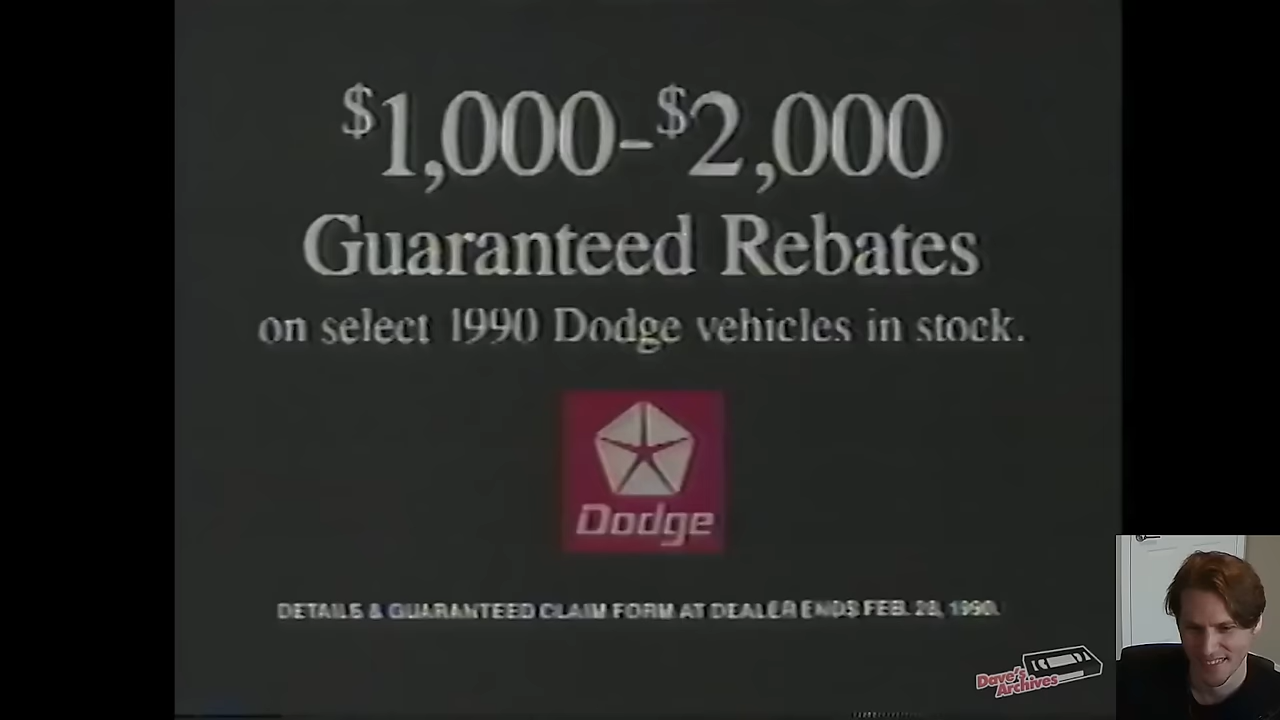 $1,000-$2,000
Guaranteed Rebates
on select 1990 Dodge vehicles in stock.
Dodge
DETAILS & GUARANTEED CLAIM FORM AT DEALER ENDS FEB. 28, 1990.
Dave's
Archives